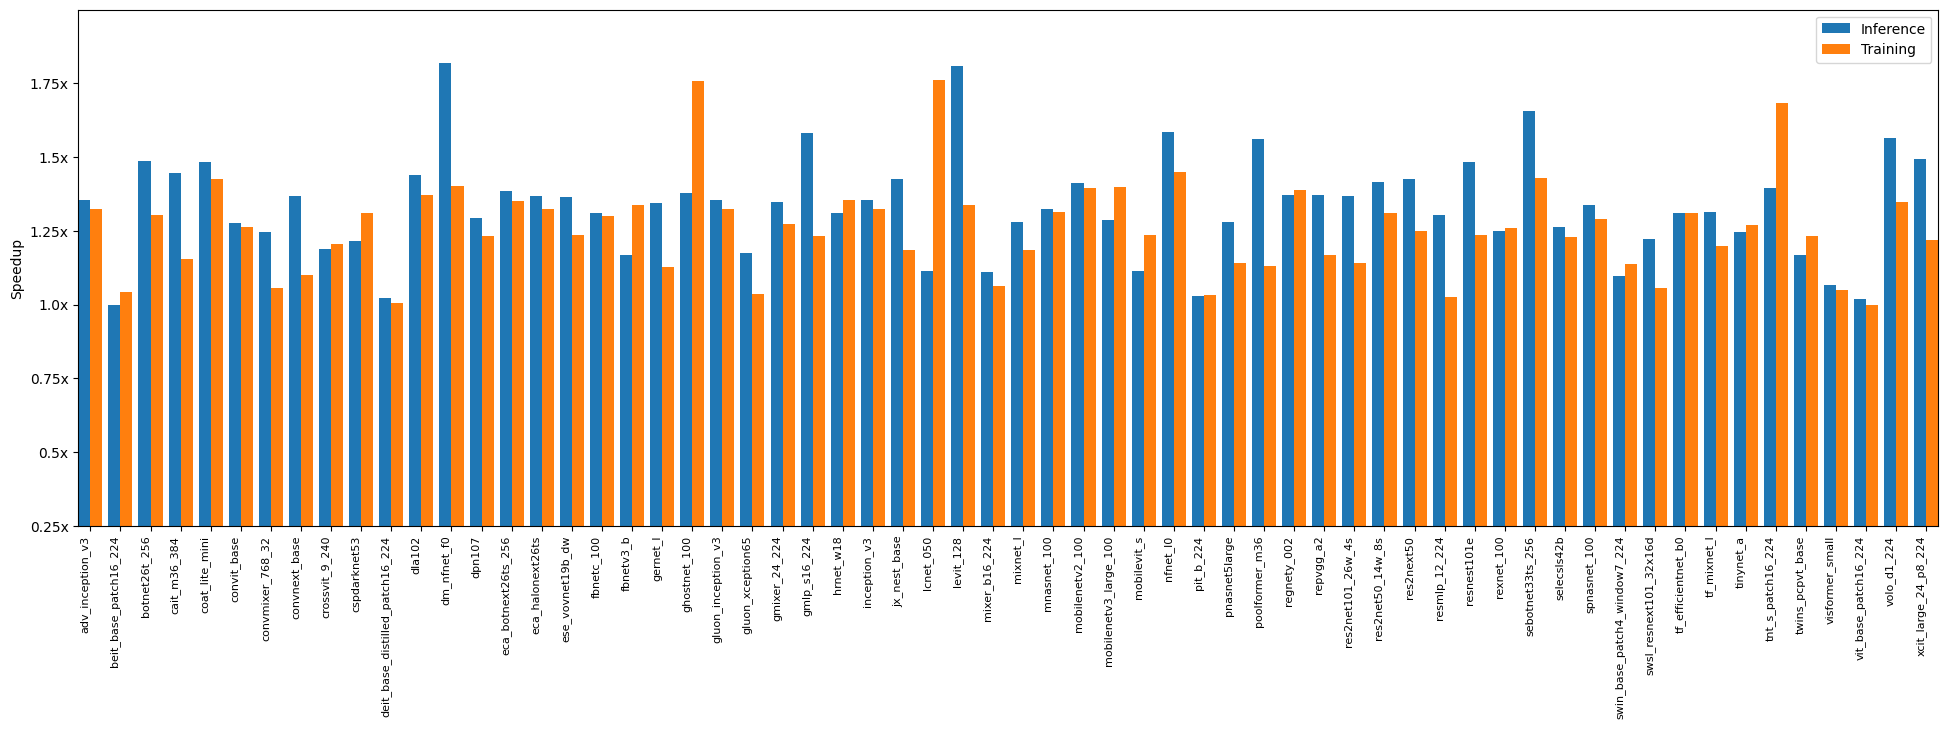 Inference
Training
1.75x
1.5x
1.25x
1.0x
0.75x
0.5x
0.25x
Speedup
adv_inception_v3
beit_base_patch16_224
botnet26t_256
cait_m36_384
coat_lite_mini
convit_base
convmixer_768_32
convnext_base
crossvit_9_240
cspdarknet53
deit_base_distilled_patch16_224
dla102
dm_nfnet_f0
dpn107
eca_botnext26ts_256
eca_halonext26ts
ese_vovnet19b_dw
fbnetc_100
fbnetv3_b
gernet_l
ghostnet_100
gluon_inception_v3
gluon_xception65
gmixer_24_224
gmlp_s16_224
hrnet_w18
inception_v3
jx_nest_base
lcnet_050
levit_128
mixer_b16_224
mixnet_l
mnasnet_100
mobilenetv2_100
mobilenetv3_large_100
mobilevit_s
nfnet_l0
pit_b_224
pnasnet5large
poolformer_m36
regnety_002
repvgg_a2
res2net101_26w_4s
res2net50_14w_8s
res2next50
resmlp_12_224
resnest101e
rexnet_100
sebotnet33ts_256
selecsls42b
spnasnet_100
swin_base_patch4_window7_224
swsl_resnext101_32x16d
tf_efficientnet_b0
tf_mixnet_l
tinynet_a
tnt_s_patch16_224
twins_pcpvt_base
visformer_small
vit_base_patch16_224
volo_d1_224
xcit_large_24_p8_224